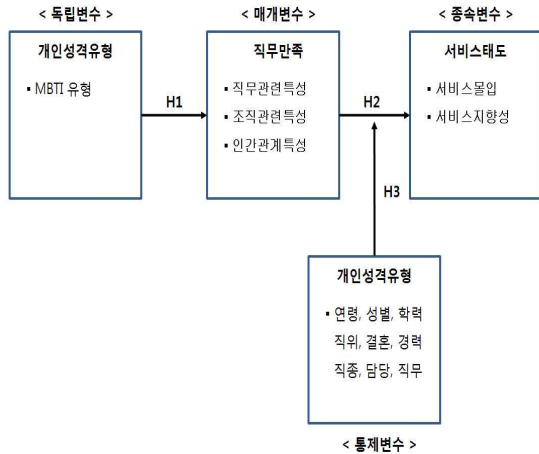 < 독립변수 >
< 매개변수 >
< 종속변수 >
개인성격유형
▪ MBTI 유형
H1
직무만족
▪ 직무관련특성
▪ 조직관련특성
▪ 인간관계특성
H2
서비스태도
▪ 서비스몰입
▪ 서비스지향성
H3
개인성격유형
▪ 연령, 성별, 학력
직위, 결혼, 경력
직종, 담당, 직무
< 통제변수 >